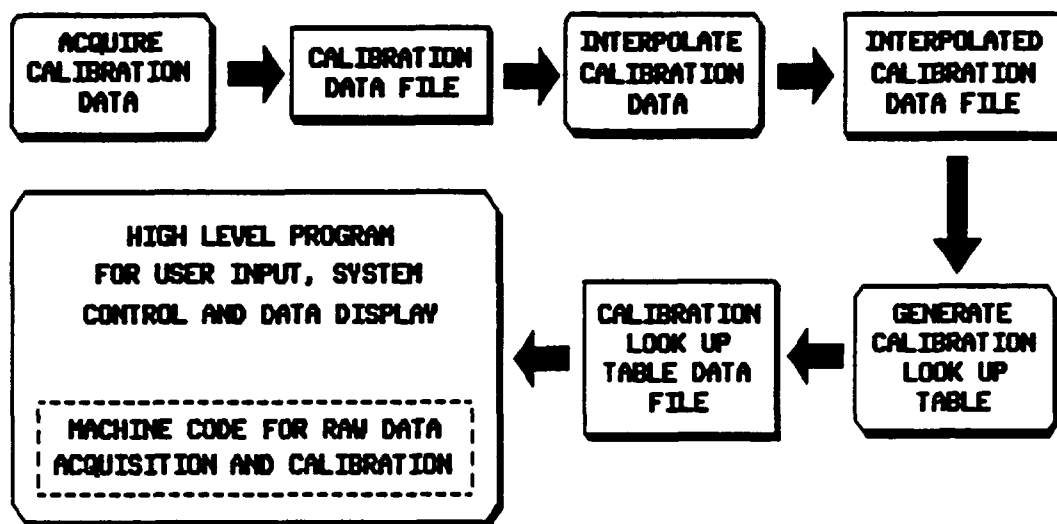 ACQUIRE
CALIBRATION
DATA
CALIBRATION
DATA FILE
INTERPOLATE
CALIBRATION
DATA
INTERPOLATED
CALIBRATION
DATA FILE
GENERATE
CALIBRATION
LOOK UP
TABLE
CALIBRATION
LOOK UP
TABLE DATA
FILE
HIGH LEVEL PROGRAM
FOR USER INPUT, SYSTEM
CONTROL AND DATA DISPLAY
MACHINE CODE FOR RAW DATA
ACQUISITION AND CALIBRATION